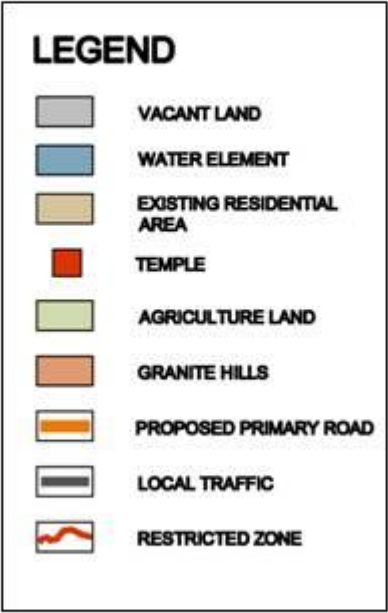 LEGEND
VACANT LAND
WATER ELEMENT
EXISTING RESIDENTIAL
AREA
TEMPLE
AGRICULTURE LAND
GRANITE HILLS
PROPOSED PRIMARY ROAD
LOCAL TRAFFIC
RESTRICTED ZONE